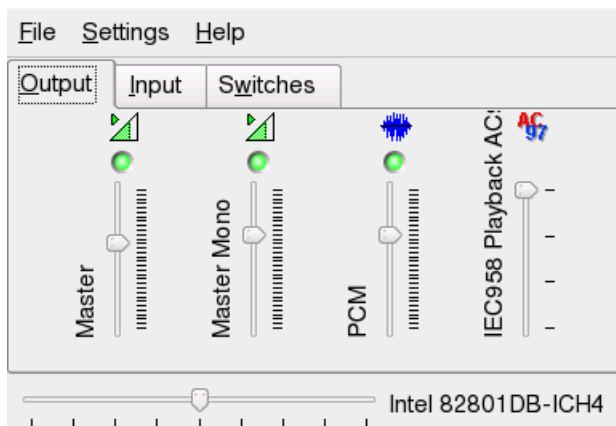 File Settings Help
Output Input Switches
AC
97
Master
Master Mono
PCM
IEC958 Playback AC
Intel 82801DB-ICH4